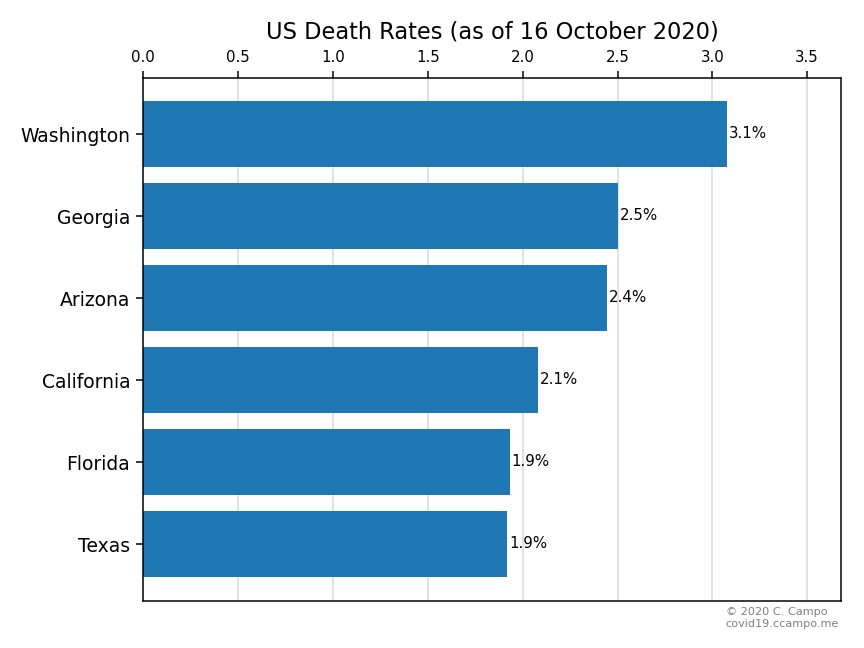 US Death Rates (as of 16 October 2020)
0.0 0.5 1.0 1.5 2.0 2.5 3.0 3.5
Washington 3.1%
Georgia 2.5%
Arizona 2.4%
California 2.1%
Florida 1.9%
Texas 1.9%
© 2020 C. Campo
covid19.ccampo.me